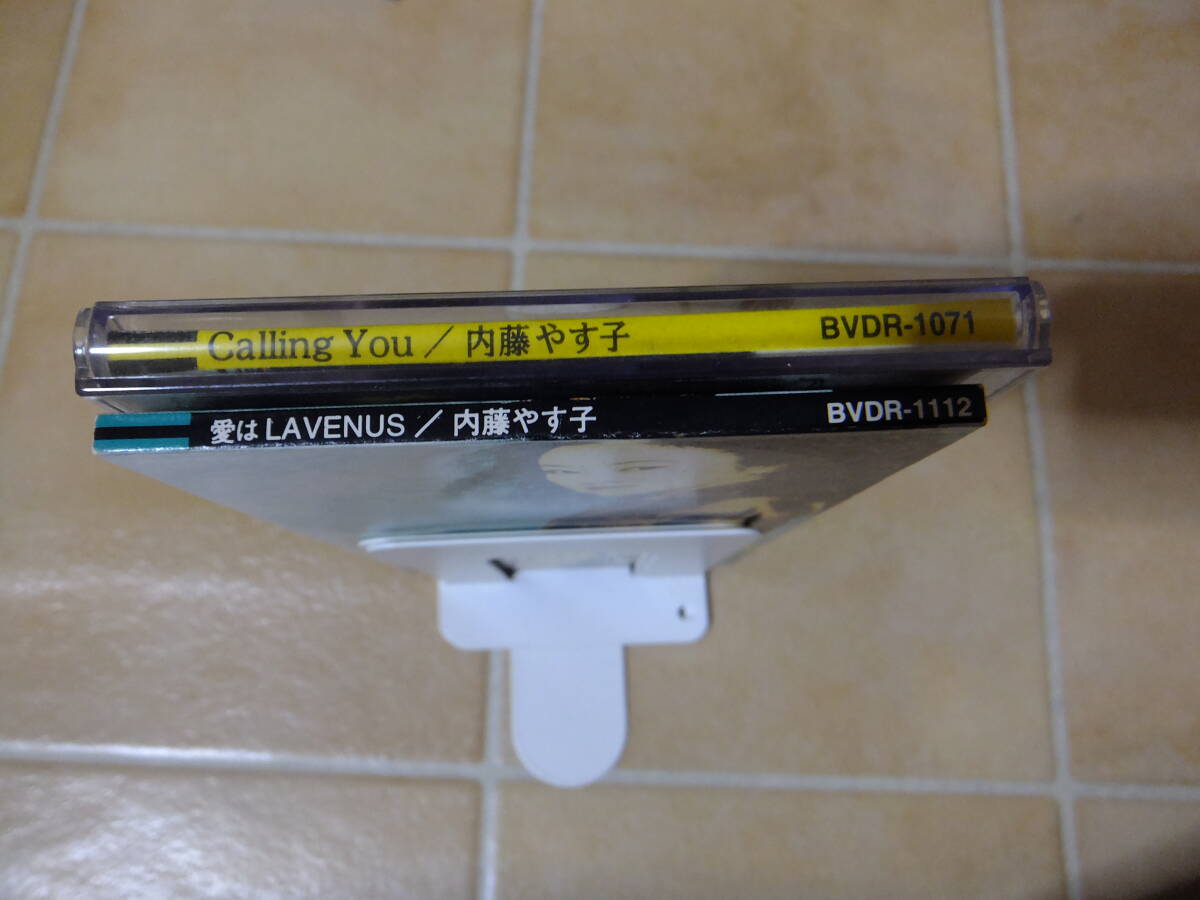 Calling You／内藤やす子 BVDR-1071
愛は LAVENUS／内藤やす子 BVDR-1112